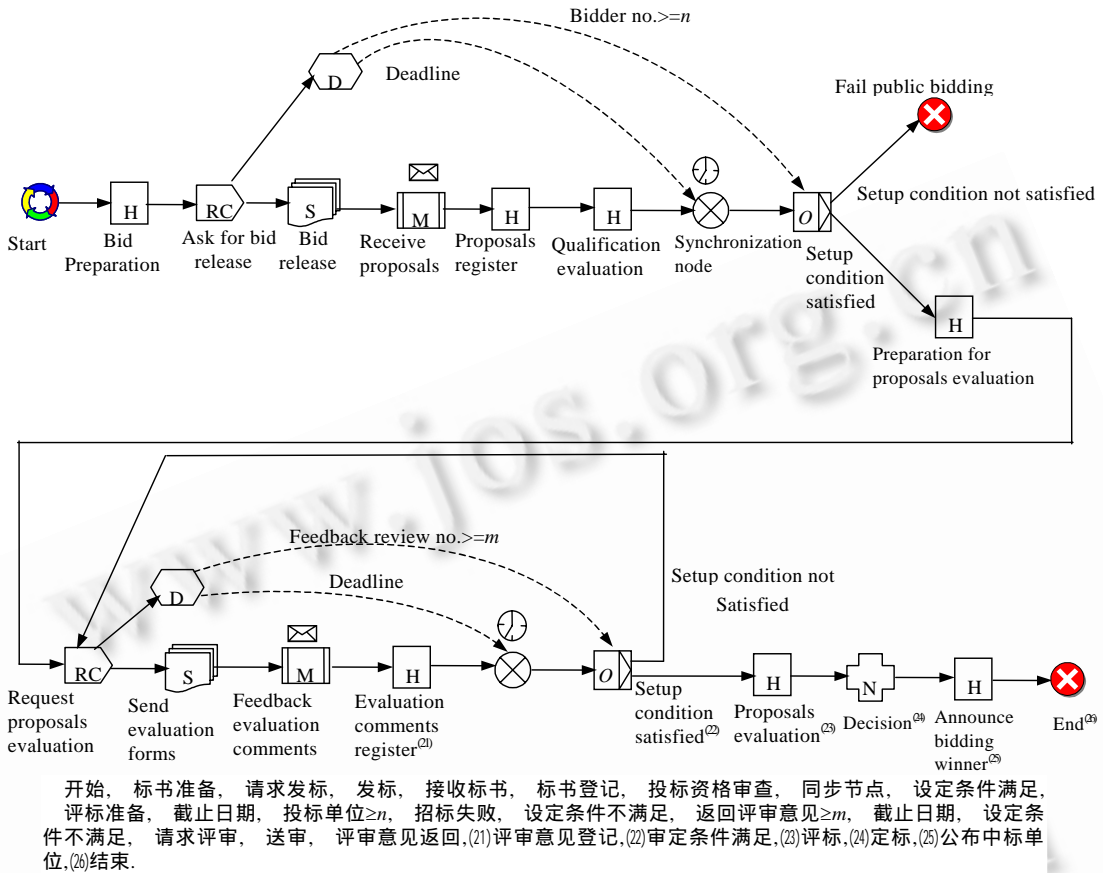 Bidder no.>=n
D
Deadline
Fail public bidding
Setup condition not satisfied
H
RC
S
M
H
H
O
Start
Bid
Preparation
Ask for bid
release
Bid
release
Receive
proposals
Proposals
register
Qualification
evaluation
Synchronization
node
Setup
condition
satisfied
H
Preparation for
proposals evaluation
www.jos.org.cn
Feedback review no.>=m
Deadline
D
Setup condition not
Satisfied
RC
S
M
H
O
H
N
H
Request
proposals
evaluation
Send
evaluation
forms
Feedback
evaluation
comments
Evaluation
comments
register(21)
Setup
condition
satisfied(22)
Proposals
evaluation(23)
Decision(24)
Announce
bidding
winner(25)
End(26)
开始, 标书准备, 请求发标, 发标, 接收标书, 标书登记, 投标资格审查, 同步节点, 设定条件满足,
评标准备, 截止日期, 投标单位≥n, 招标失败, 设定条件不满足, 返回评审意见≥m, 截止日期, 设定条
件不满足, 请求评审, 送审, 评审意见返回,(21)评审意见登记,(22)审定条件满足,(23)评标,(24)定标,(25)公布中标单
位,(26)结束.